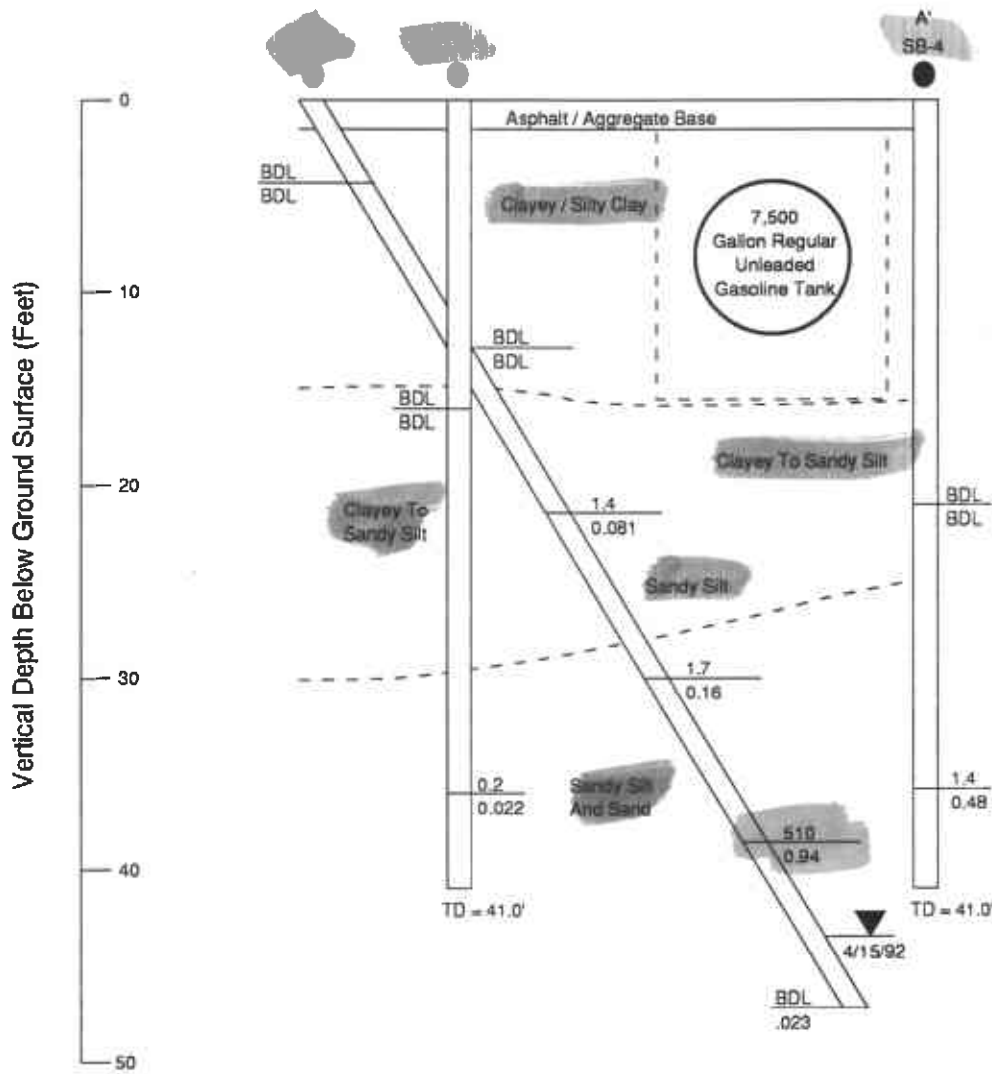 A'
SB-4
0
Asphalt / Aggregate Base
BDL
BDL
Clayey / Silty Clay
7,500
Gallon Regular
Unleaded
Gasoline Tank
10
BDL
BDL
BDL
BDL
Clayey To Sandy Silt
20
Clayey To
Sandy Silt
1.4
0.081
BDL
BDL
Sandy Silt
30
1.7
0.16
0.2
0.022
Sandy Silt
And Sand
1.4
0.48
510
0.94
40
TD = 41.0'
TD = 41.0'
4/15/92
BDL
.023
50
Vertical Depth Below Ground Surface (Feet)